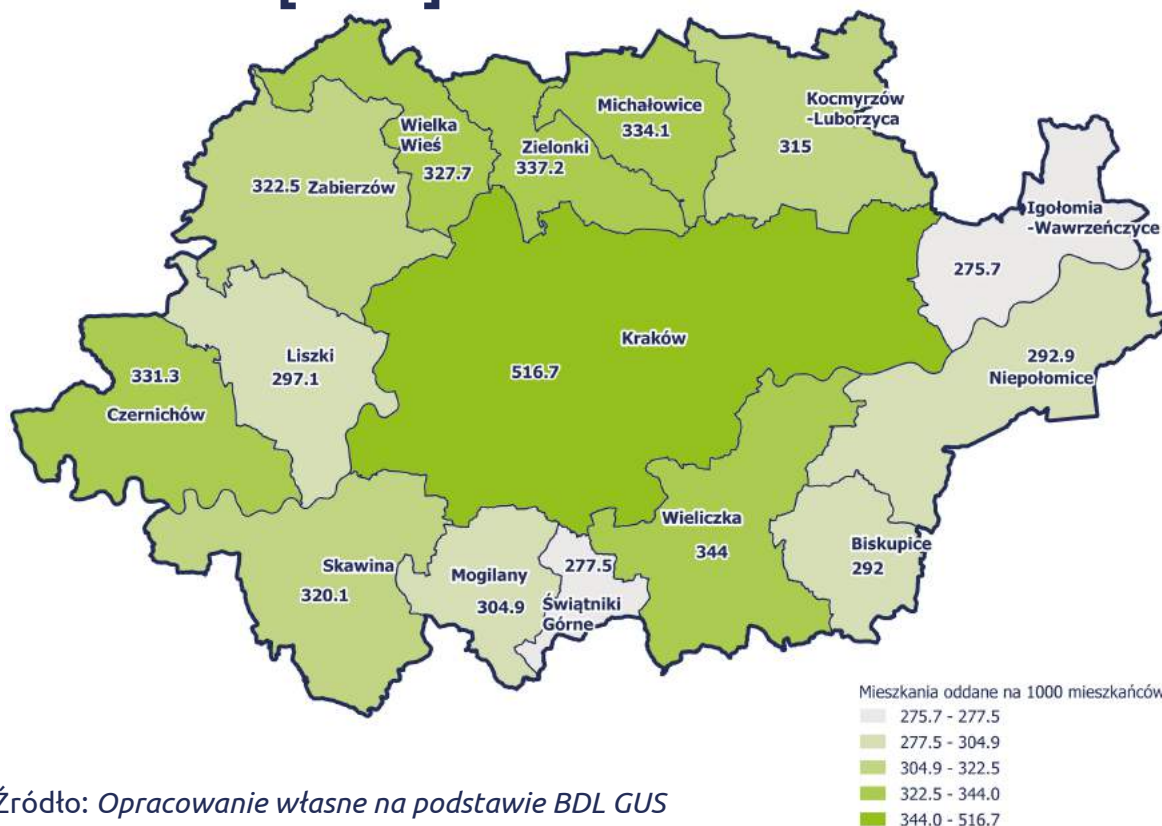 Michałowice
334.1
Kocmyrzów
-Luborzyca
315
Wielka
Wieś
327.7
Zielonki
337.2
322.5 Zabierzów
Igołomia
-Wawrzeńczyce
275.7
Kraków
516.7
Liszki
297.1
331.3
Czernichów
292.9
Niepołomice
Wieliczka
344
Biskupice
292
Skawina
320.1
Mogilany
304.9
277.5
Świątniki
Górne
Mieszkania oddane na 1000 mieszkańców
275.7 - 277.5
277.5 - 304.9
304.9 - 322.5
322.5 - 344.0
344.0 - 516.7
Źródło: Opracowanie własne na podstawie BDL GUS